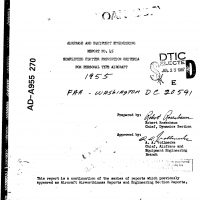 AD-A955 270
AIRFRAME AND EQUIPMENT ENGINEERING
REPORT NO. 45
SIMPLIFIED FLUTTER PREVENTION CRITERIA
FOR PERSONAL TYPE AIRCRAFT
1955
FAA - WASHINGTON DC 20591
DTIC
ELECTE
E
Prepared by:
Robert Rosenbaum
Chief, Dynamics Section
Approved by:
A. A. Vollmecke
Chief, Airframe and
Equipment Engineering
Branch
This report is a continuation of the series of reports which previously
appeared as Aircraft Airworthiness Reports and Engineering Section Reports.